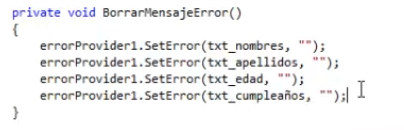 private void BorrarMensajeError()
{
errorProvider1.SetError(txt_nombres, "");
errorProvider1.SetError(txt_apellidos, "");
errorProvider1.SetError(txt_edad, "");
errorProvider1.SetError(txt_cumpleaños, "");
}